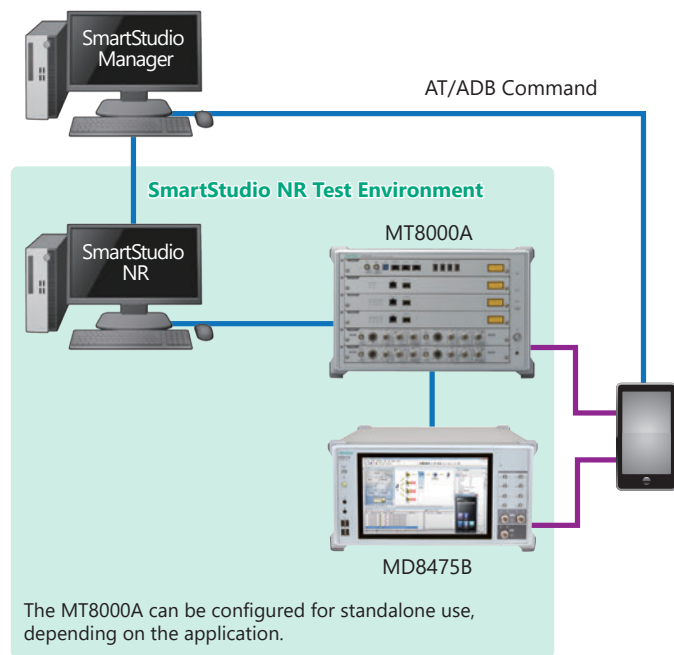 SmartStudio
Manager
AT/ADB Command
SmartStudio NR Test Environment
SmartStudio
NR
MT8000A
MD8475B
The MT8000A can be configured for standalone use,
depending on the application.